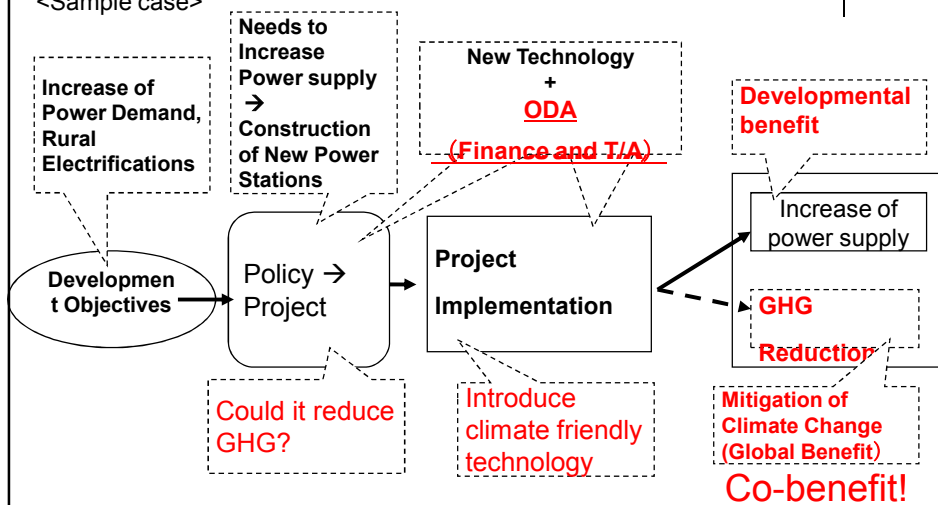 <Sample case>
Needs to
Increase
Power supply
→
Construction
of New Power
Stations
Increase of
Power Demand,
Rural
Electrifications
New Technology
+
ODA
（Finance and T/A）
Developmental
benefit
Developmen
t Objectives
Policy →
Project
Project
Implementation
Increase of
power supply
GHG
Reduction
Could it reduce
GHG?
Introduce
climate friendly
technology
Mitigation of
Climate Change
(Global Benefit）
Co-benefit!